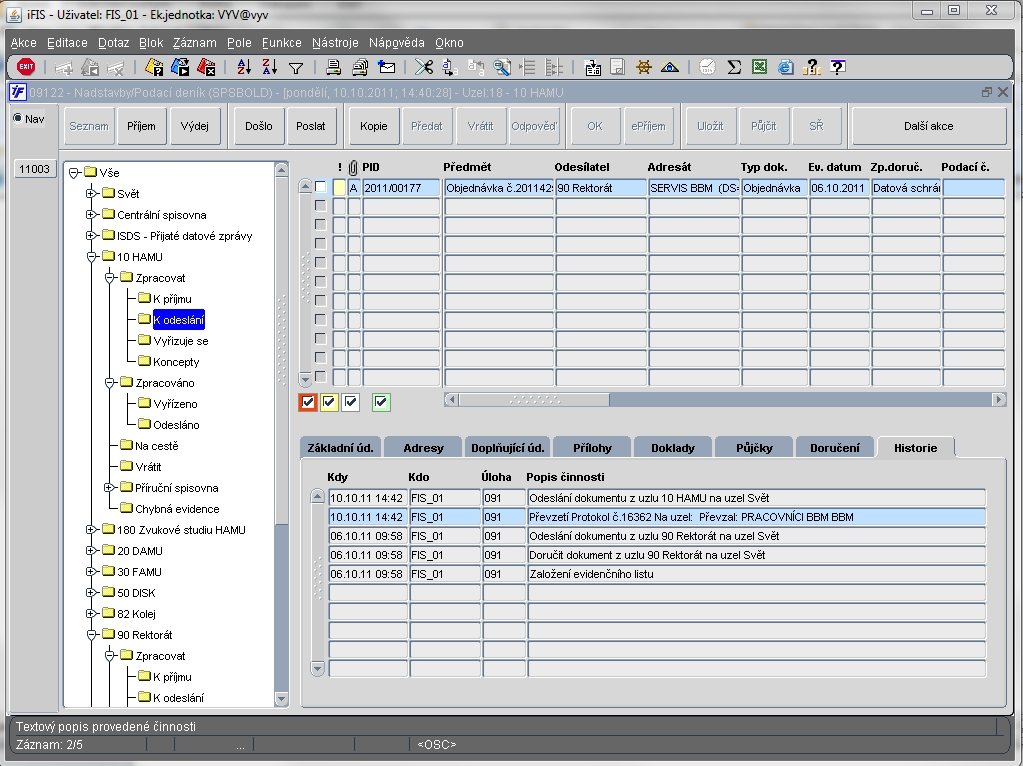 iFIS - Uživatel: FIS_01 - Ek.jednotka: VYV@vyv
Akce Editace Dotaz Blok Záznam Pole Funkce Nástroje Nápověda Okno
EXIT
iF 09122 - Nadstavby/Podací deník (SPSBOLD) - [pondělí, 10.10.2011; 14:40:28] - Uzel:18 - 10 HAMU
Nav Seznam Příjem Výdej Došlo Poslat Kopie Předat Vrátit Odpověď OK ePříjem Uložit Půjčit SŘ Další akce
11003
Vše
Svět
Centrální spisovna
ISDS - Přijaté datové zprávy
10 HAMU
Zpracovat
K příjmu
K odeslání
Vyřizuje se
Koncepty
Zpracováno
Vyřízeno
Odesláno
Na cestě
Vrátit
Příruční spisovna
Chybná evidence
180 Zvukové studiu HAMU
20 DAMU
30 FAMU
50 DISK
82 Kolej
90 Rektorát
Zpracovat
K příjmu
K odeslání
! PID Předmět Odesílatel Adresát Typ dok. Ev. datum Zp.doruč. Podací č.
A 2011/00177 Objednávka č.201142 90 Rektorát SERVIS BBM (DS= Objednávka 06.10.2011 Datová schrá
Základní úd. Adresy Doplňující úd. Přílohy Doklady Půjčky Doručení Historie
Kdy Kdo Úloha Popis činnosti
10.10.11 14:42 FIS_01 091 Odeslání dokumentu z uzlu 10 HAMU na uzel Svět
10.10.11 14:42 FIS_01 091 Převzetí Protokol č.16362 Na uzel: Převzal: PRACOVNÍCI BBM BBM
06.10.11 09:58 FIS_01 091 Odeslání dokumentu z uzlu 90 Rektorát na uzel Svět
06.10.11 09:58 FIS_01 091 Doručit dokument z uzlu 90 Rektorát na uzel Svět
06.10.11 09:58 FIS_01 091 Založení evidenčního listu
Textový popis provedené činnosti
Záznam: 2/5 ... <OSC>